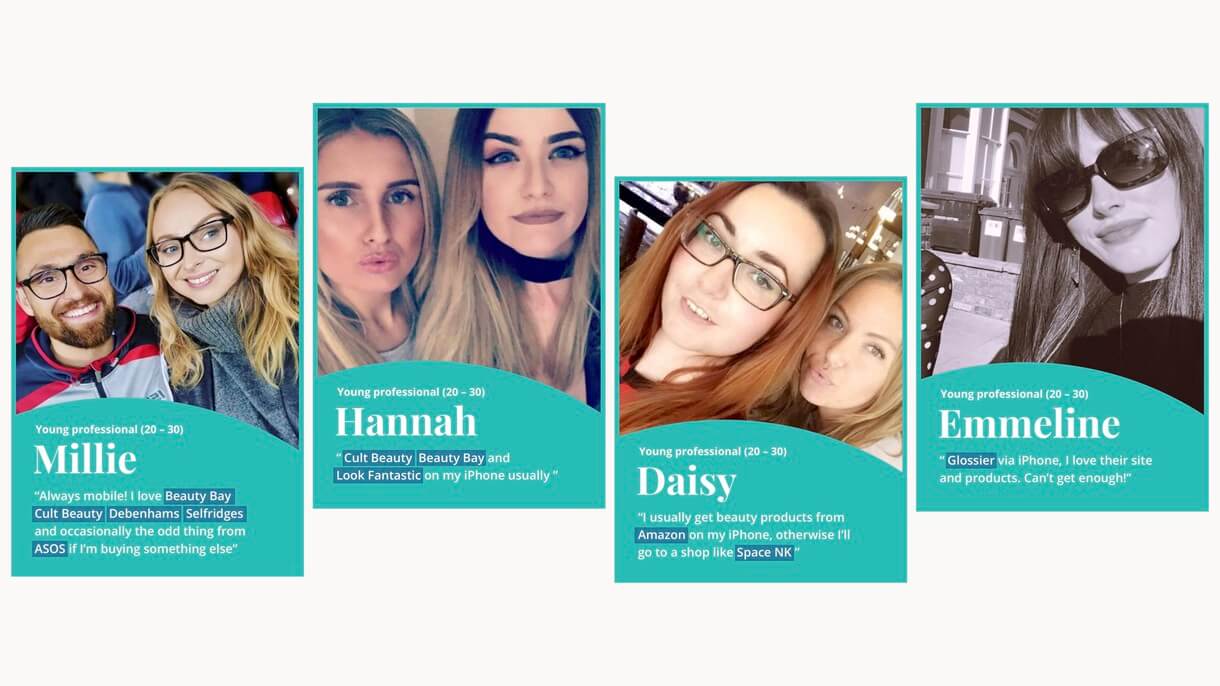 Young professional (20 – 30)
Millie
“Always mobile! I love Beauty Bay
Cult Beauty Debenhams Selfridges
and occasionally the odd thing from
ASOS if I’m buying something else”
Young professional (20 – 30)
Hannah
“ Cult Beauty Beauty Bay and
Look Fantastic on my iPhone usually ”
Young professional (20 – 30)
Daisy
“I usually get beauty products from
Amazon on my iPhone, otherwise I’ll
go to a shop like Space NK ”
Young professional (20 – 30)
Emmeline
“ Glossier via iPhone, I love their site
and products. Can’t get enough!”